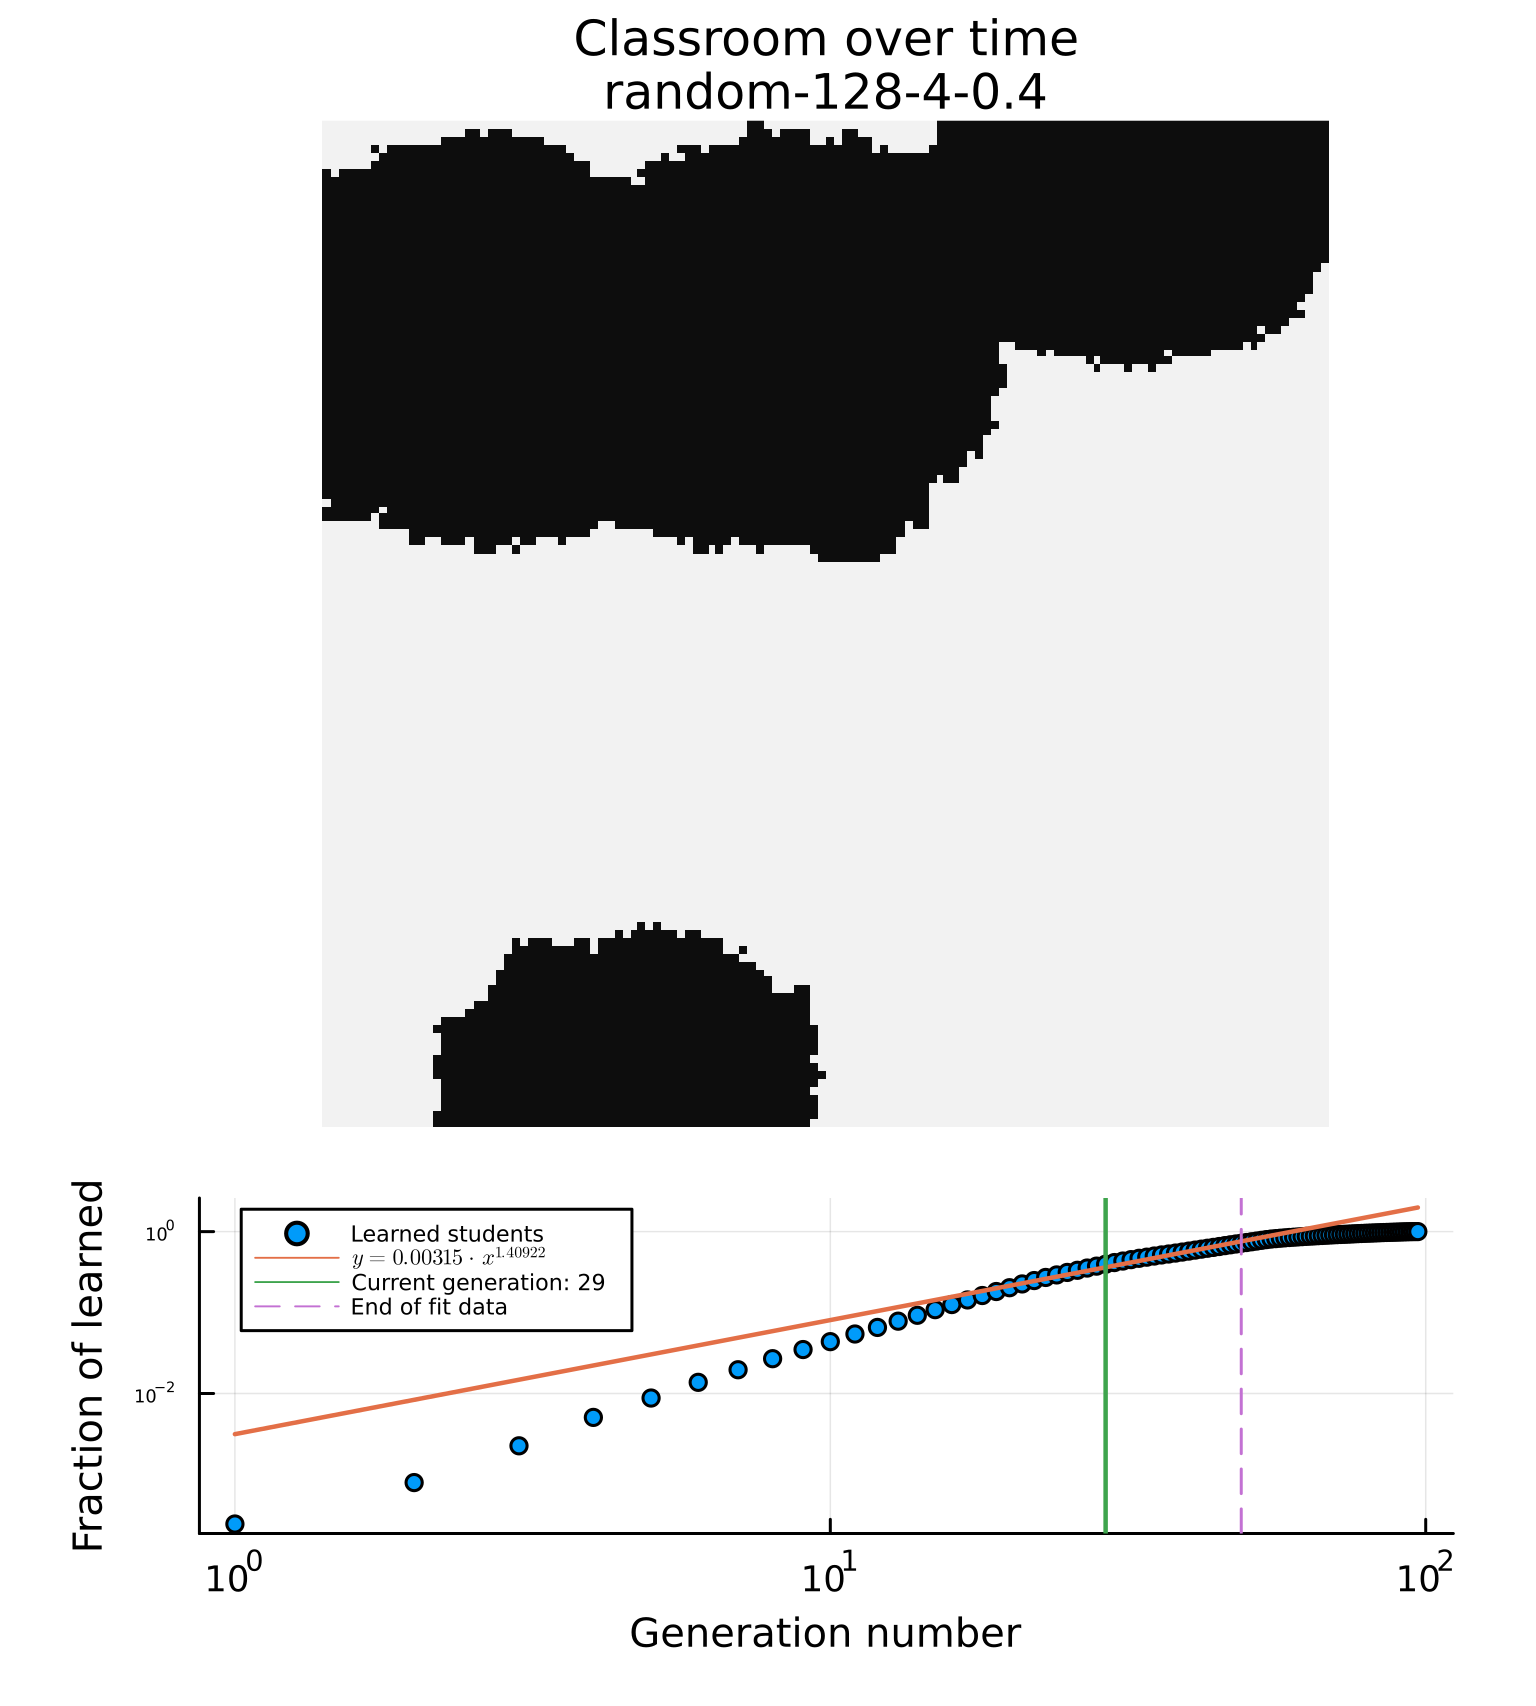 Classroom over time
random-128-4-0.4
Fraction of learned
10^0
10^-2
Learned students
y = 0.00315 · x^1.40922
Current generation: 29
End of fit data
10^0
10^1
10^2
Generation number